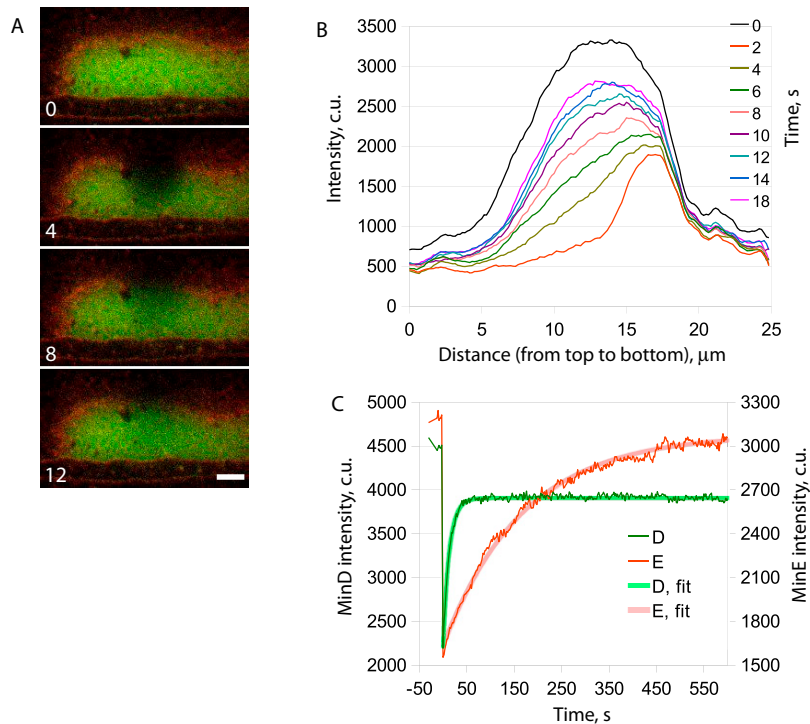 A
0
4
8
12
B
Intensity, c.u.
3500
3000
2500
2000
1500
1000
500
0
0 5 10 15 20 25
Distance (from top to bottom), μm
0
2
4
6
8
10
12
14
18
Time, s
C
MinD intensity, c.u.
5000
4500
4000
3500
3000
2500
2000
-50 50 150 250 350 450 550
Time, s
D
E
D, fit
E, fit
3300
3000
2700
2400
2100
1800
1500
MinE intensity, c.u.